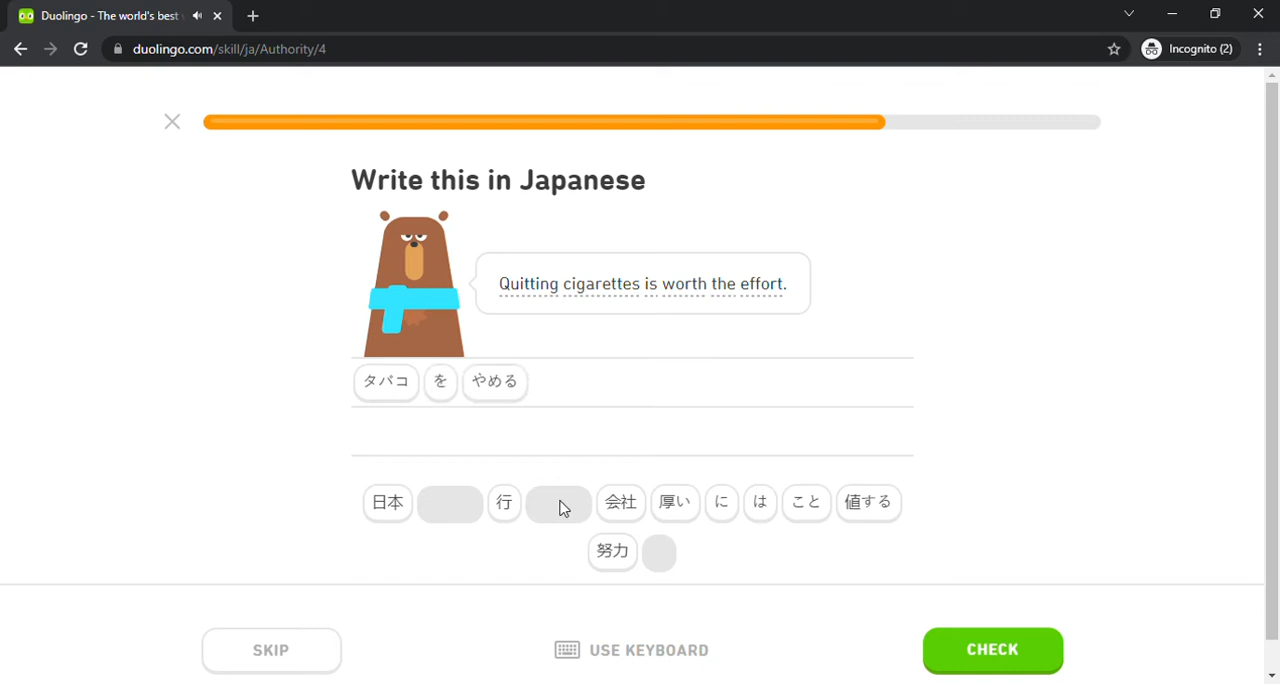 Duolingo - The world's best
duolingo.com/skill/ja/Authority/4
Incognito (2)
Write this in Japanese
Quitting cigarettes is worth the effort.
タバコ を やめる
日本 行 会社 厚い に は こと 値する
努力
SKIP USE KEYBOARD CHECK